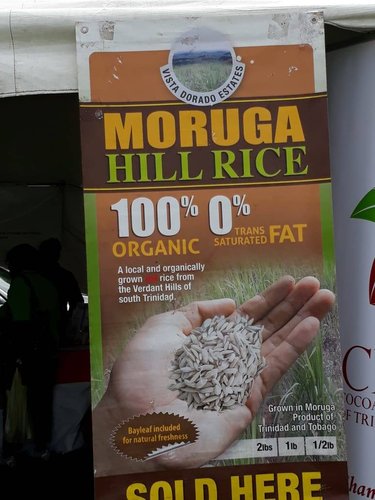 VISTA DORADO ESTATES
MORUGA
HILL RICE
100% 0%
ORGANIC
TRANS
SATURATED FAT
A local and organically
grown red rice from
the Verdant Hills of
south Trinidad.
Grown in Moruga
Product of
Trinidad and Tobago
Bayleaf included
for natural freshness
2lbs 1lb 1/2lb
SOLD HERE